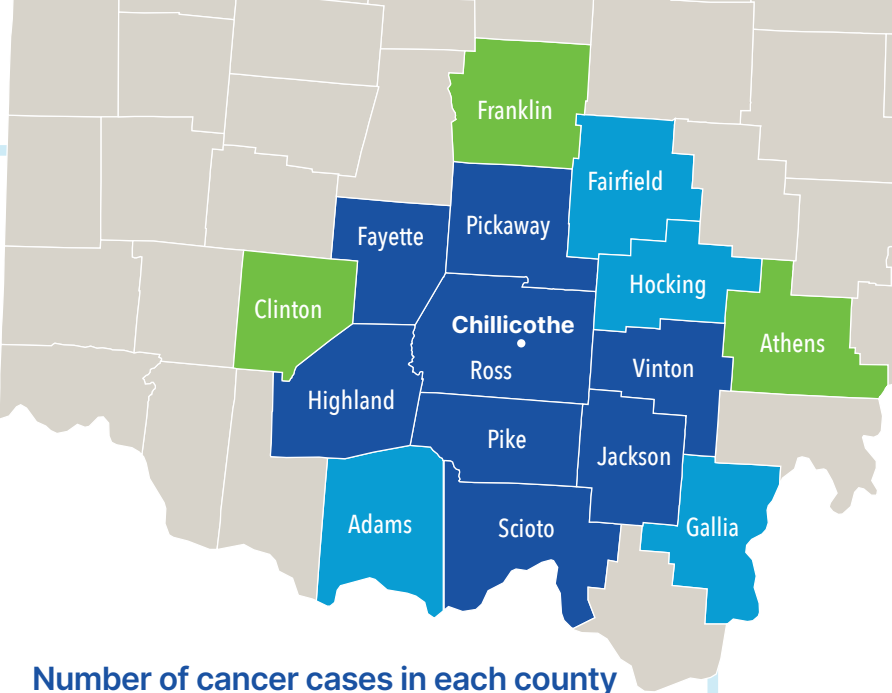 Franklin
Fairfield
Pickaway
Fayette
Hocking
Clinton
Chillicothe
Athens
Ross
Vinton
Highland
Pike
Jackson
Adams
Scioto
Gallia
Number of cancer cases in each county